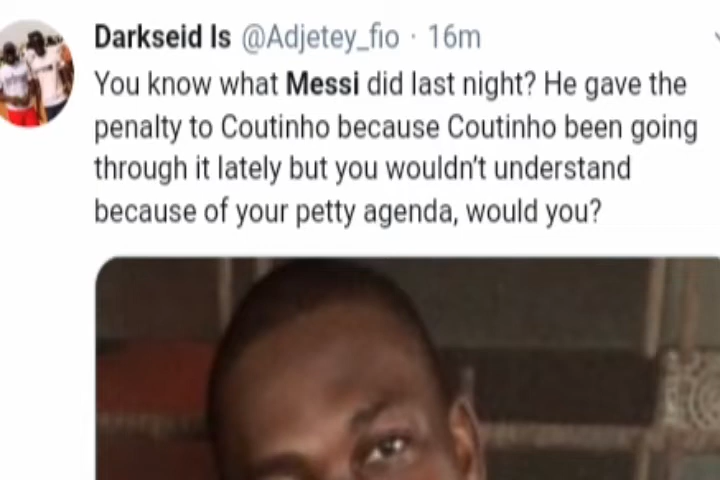 Darkseid Is @Adjetey_fio · 16m
You know what Messi did last night? He gave the
penalty to Coutinho because Coutinho been going
through it lately but you wouldn't understand
because of your petty agenda, would you?